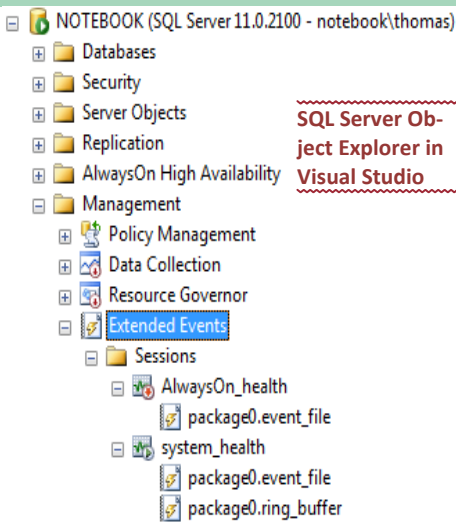 NOTEBOOK (SQL Server 11.0.2100 - notebook\thomas)
Databases
Security
Server Objects
Replication
AlwaysOn High Availability
Management
Policy Management
Data Collection
Resource Governor
Extended Events
Sessions
AlwaysOn_health
package0.event_file
system_health
package0.event_file
package0.ring_buffer
SQL Server Ob-
ject Explorer in
Visual Studio